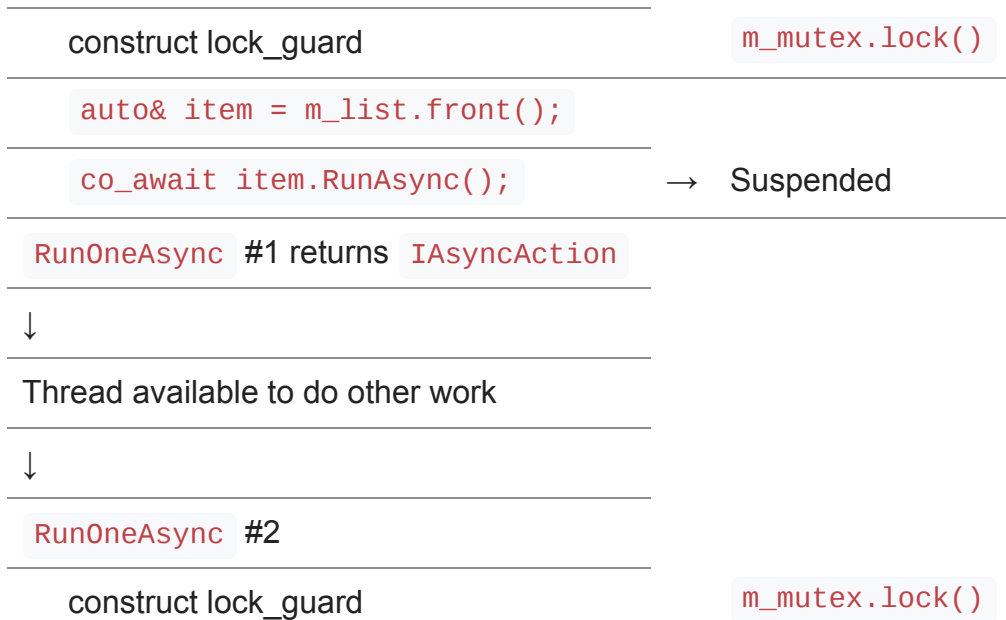 construct lock_guard m_mutex.lock()
auto& item = m_list.front();
co_await item.RunAsync(); → Suspended
RunOneAsync #1 returns IAsyncAction
↓
Thread available to do other work
↓
RunOneAsync #2
construct lock_guard m_mutex.lock()